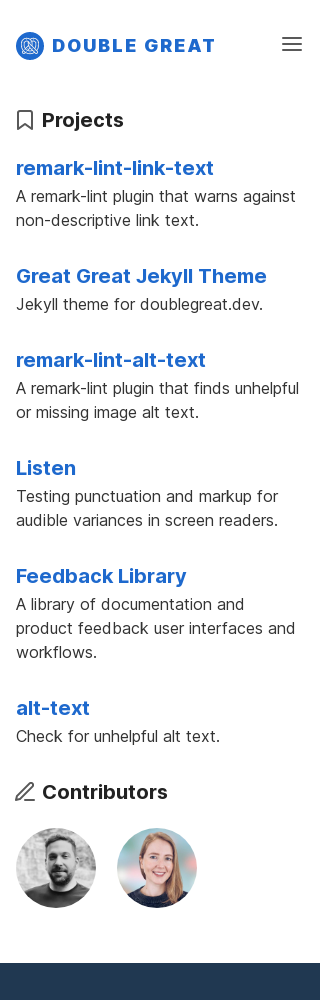 DOUBLE GREAT
Projects
remark-lint-link-text
A remark-lint plugin that warns against
non-descriptive link text.
Great Great Jekyll Theme
Jekyll theme for doublegreat.dev.
remark-lint-alt-text
A remark-lint plugin that finds unhelpful
or missing image alt text.
Listen
Testing punctuation and markup for
audible variances in screen readers.
Feedback Library
A library of documentation and
product feedback user interfaces and
workflows.
alt-text
Check for unhelpful alt text.
Contributors